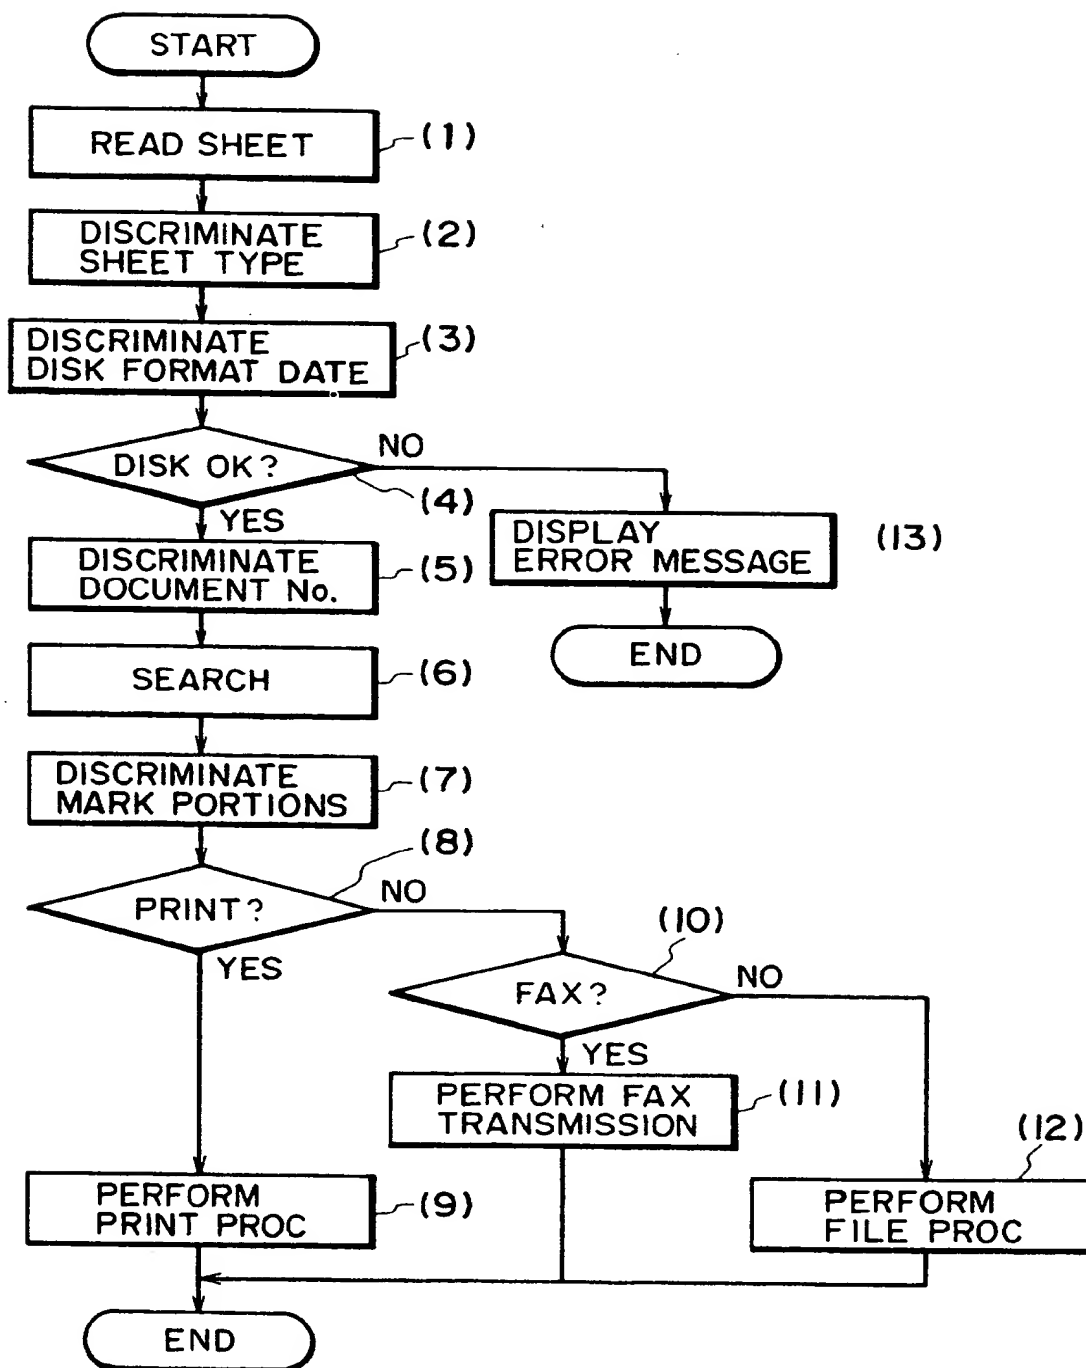 START
READ SHEET
(1)
DISCRIMINATE
SHEET TYPE
(2)
DISCRIMINATE
DISK FORMAT DATE
(3)
DISK OK?
NO
(4)
YES
DISCRIMINATE
DOCUMENT No.
(5)
DISPLAY
ERROR MESSAGE
(13)
END
SEARCH
(6)
DISCRIMINATE
MARK PORTIONS
(7)
(8)
PRINT?
NO
YES
(10)
FAX?
NO
YES
PERFORM FAX
TRANSMISSION
(11)
(12)
PERFORM
PRINT PROC
(9)
PERFORM
FILE PROC
END